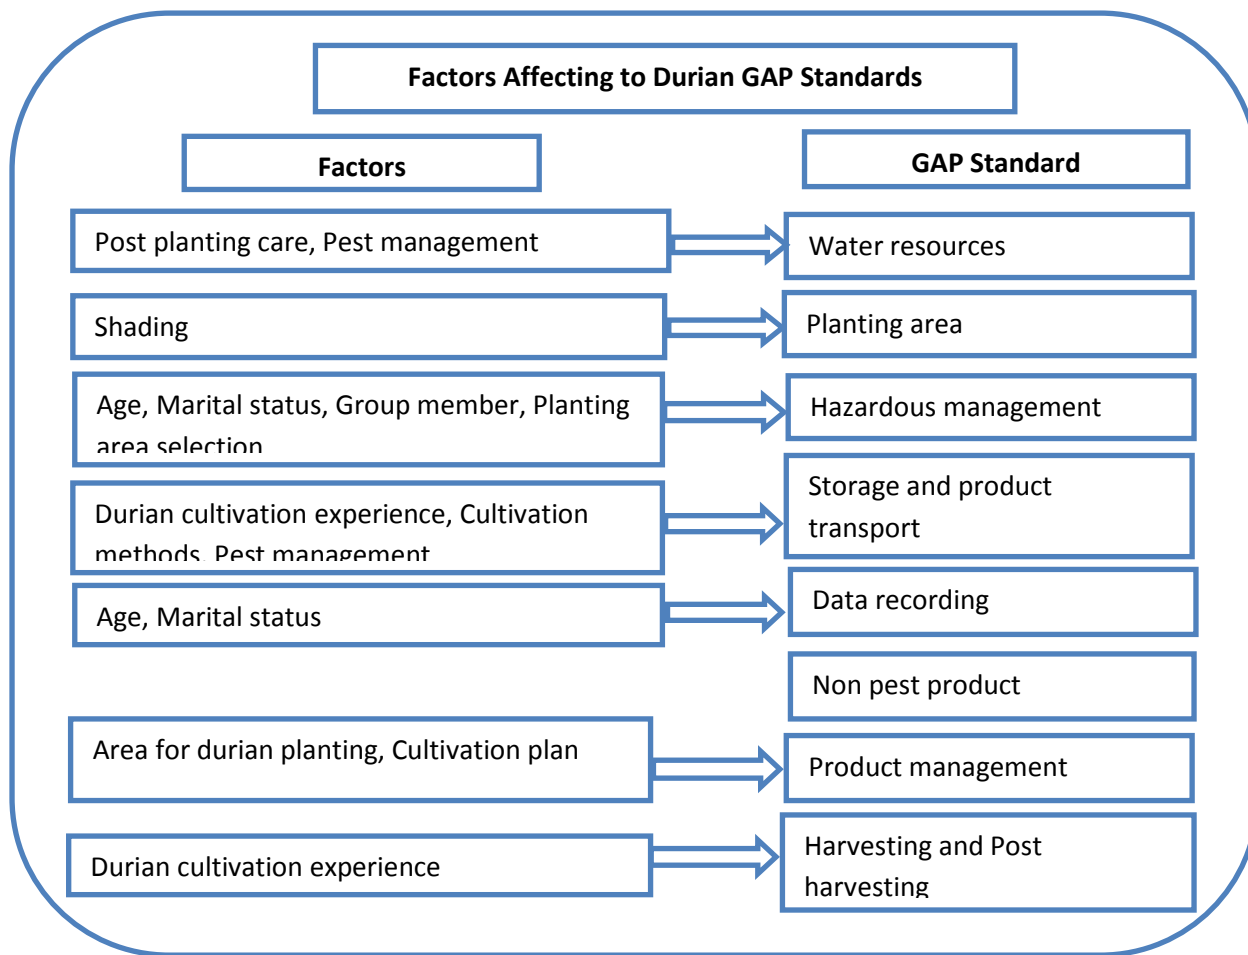 Factors Affecting to Durian GAP Standards
Factors
GAP Standard
Post planting care, Pest management
Water resources
Shading
Planting area
Age, Marital status, Group member, Planting
area selection
Hazardous management
Durian cultivation experience, Cultivation
methods, Pest management
Storage and product
transport
Age, Marital status
Data recording
Non pest product
Area for durian planting, Cultivation plan
Product management
Durian cultivation experience
Harvesting and Post
harvesting